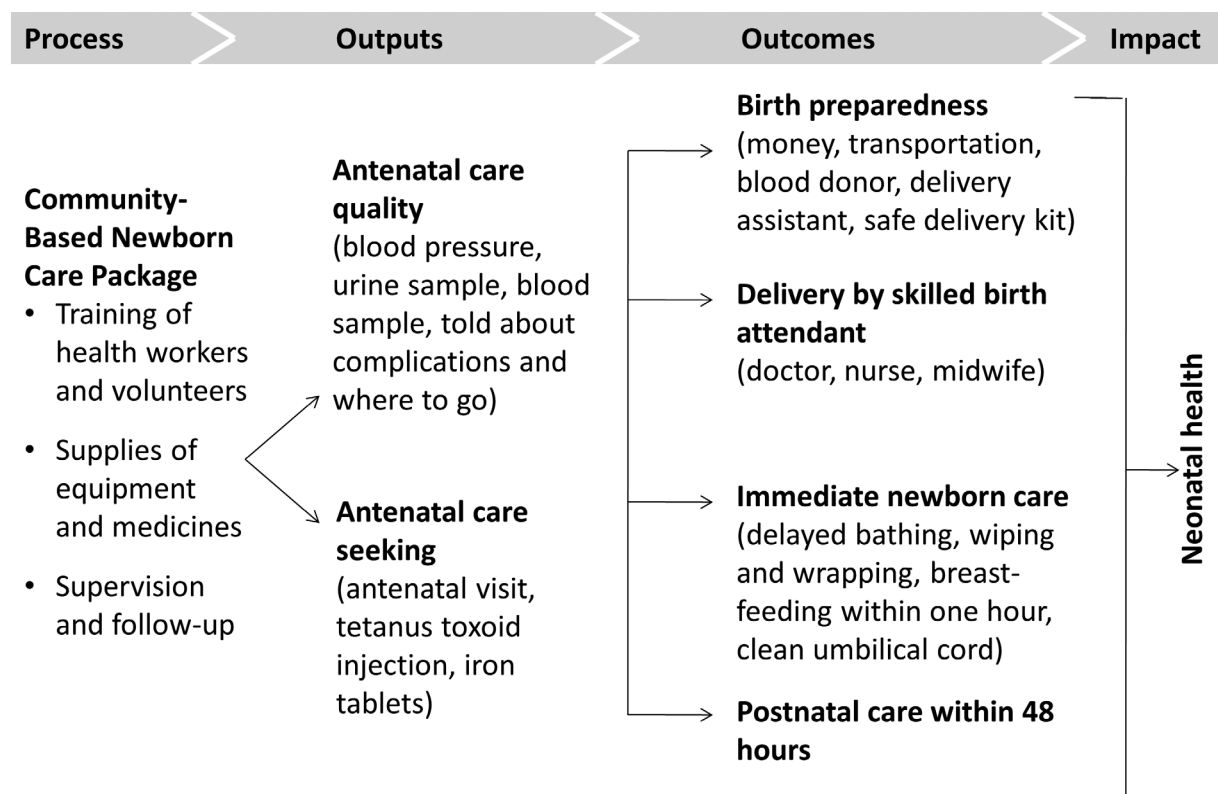 Process
Outputs
Outcomes
Impact
Community-
Based Newborn
Care Package
• Training of
health workers
and volunteers
• Supplies of
equipment
and medicines
• Supervision
and follow-up
Antenatal care
quality
(blood pressure,
urine sample, blood
sample, told about
complications and
where to go)
Antenatal care
seeking
(antenatal visit,
tetanus toxoid
injection, iron
tablets)
Birth preparedness
(money, transportation,
blood donor, delivery
assistant, safe delivery kit)
Delivery by skilled birth
attendant
(doctor, nurse, midwife)
Immediate newborn care
(delayed bathing, wiping
and wrapping, breast-
feeding within one hour,
clean umbilical cord)
Postnatal care within 48
hours
Neonatal health